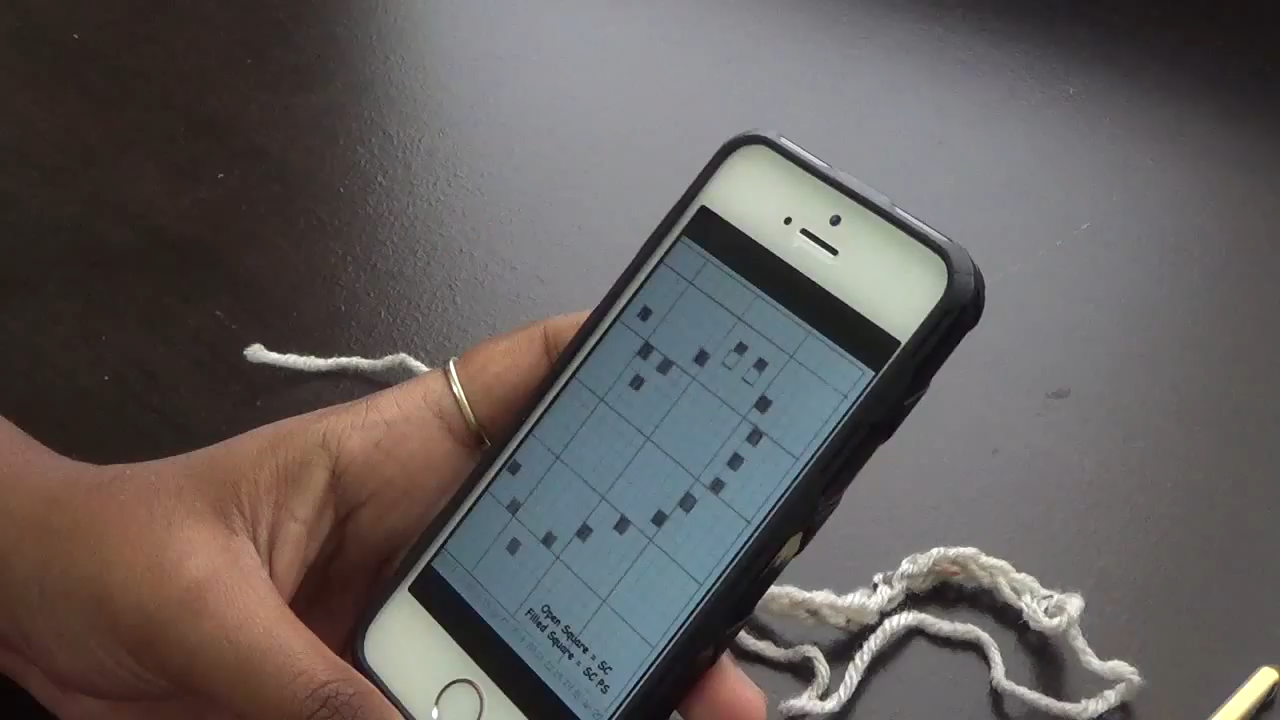 Open Square = SC
Filled Square = SC PS